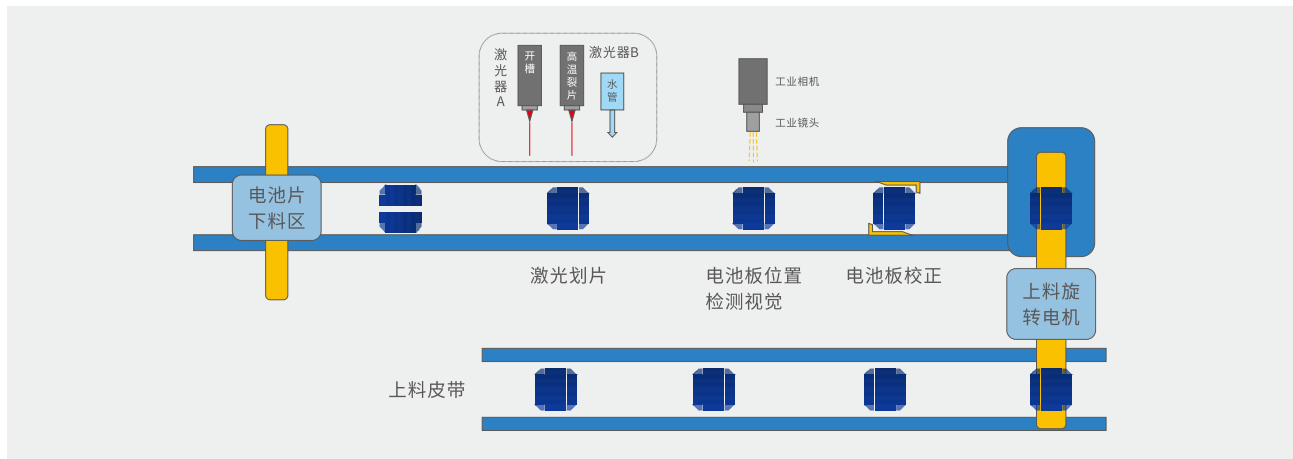 激光器A
开槽
高温裂片
激光器B
水管
工业相机
工业镜头
电池片
下料区
激光划片
电池板位置
检测视觉
电池板校正
上料旋
转电机
上料皮带